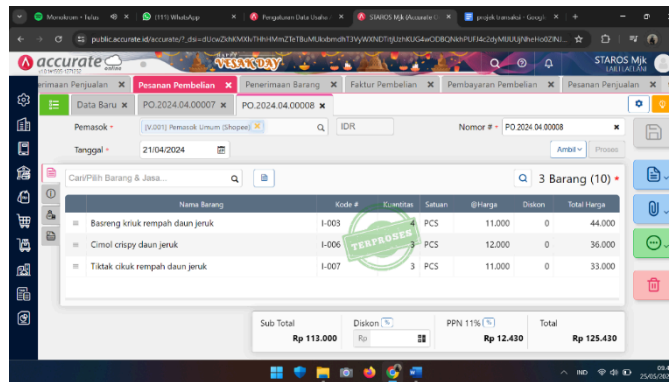 Monokrom • Tulus
(111) WhatsApp
Pengaturan Data Usaha
STAROS Mjk (Accurate O
projek transaksi - Google
public.accurate.id/accurate/
accurate online
VESAK DAY
STAROS Mjk
Pesanan Penjualan
Pesanan Pembelian
Penerimaan Barang
Faktur Pembelian
Pembayaran Pembelian
Pesanan Penjualan
Data Baru
PO.2024.04.00007
PO.2024.04.00008
Pemasok •
[V.001] Pemasok Umum (Shopee)
IDR
Nomor # •
PO.2024.04.00008
Tanggal •
21/04/2024
Ambil
Proses
Cari/Pilih Barang & Jasa...
3 Barang (10) •
Nama Barang Kode # Kuantitas Satuan @Harga Diskon Total Harga
Basreng kriuk rempah daun jeruk I-003 4 PCS 11.000 0 44.000
Cimol crispy daun jeruk I-006 3 PCS 12.000 0 36.000
Tiktak cikuk rempah daun jeruk I-007 3 PCS 11.000 0 33.000
TERPROSES
Sub Total Diskon PPN 11% Total
Rp 113.000 Rp Rp 12.430 Rp 125.430
IND